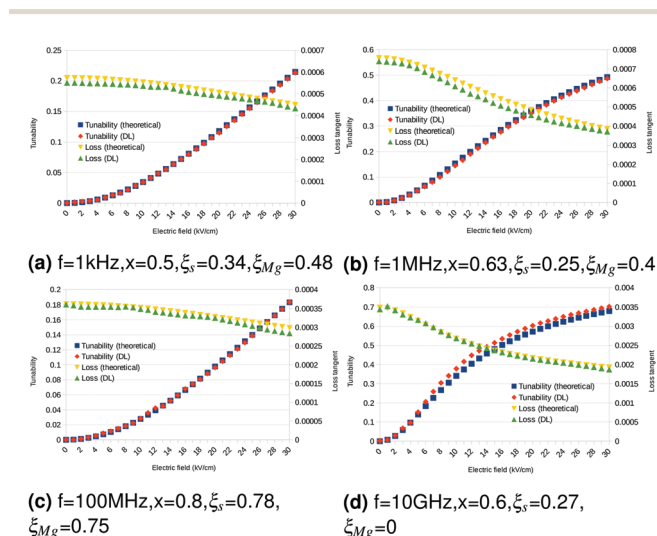 0.25 0.0007
0.2 0.0006
0.0005
0.15 0.0004
0.1 0.0003
0.0002
0.05 0.0001
0 0
Tunability
Loss tangent
Tunability (theoretical)
Tunability (DL)
Loss (theoretical)
Loss (DL)
0 2 4 6 8 10 12 14 16 18 20 22 24 26 28 30
Electric field (kV/cm)
(a) f=1kHz,x=0.5,ξs=0.34,ξMg=0.48
0.6 0.0008
0.5 0.0007
0.0006
0.4 0.0005
0.3 0.0004
0.2 0.0003
0.0002
0.1 0.0001
0 0
Tunability
Loss tangent
Tunability (theoretical)
Tunability (DL)
Loss (theoretical)
Loss (DL)
0 2 4 6 8 10 12 14 16 18 20 22 24 26 28 30
Electric field (kV/cm)
(b) f=1MHz,x=0.63,ξs=0.25,ξMg=0.4
0.2 0.0004
0.18 0.00035
0.16 0.0003
0.14
0.12 0.00025
0.1 0.0002
0.08 0.00015
0.06
0.04 0.0001
0.02 0.00005
0 0
Tunability
Loss tangent
Tunability (theoretical)
Tunability (DL)
Loss (theoretical)
Loss (DL)
0 2 4 6 8 10 12 14 16 18 20 22 24 26 28 30
Electric field (kV/cm)
(c) f=100MHz,x=0.8,ξs=0.78,
ξMg=0.75
0.8 0.004
0.7 0.0035
0.6 0.003
0.5 0.0025
0.4 0.002
0.3 0.0015
0.2 0.001
0.1 0.0005
0 0
Tunability
Loss tangent
Tunability (theoretical)
Tunability (DL)
Loss (theoretical)
Loss (DL)
0 2 4 6 8 10 12 14 16 18 20 22 24 26 28 30
Electric field (kV/cm)
(d) f=10GHz,x=0.6,ξs=0.27,
ξMg=0